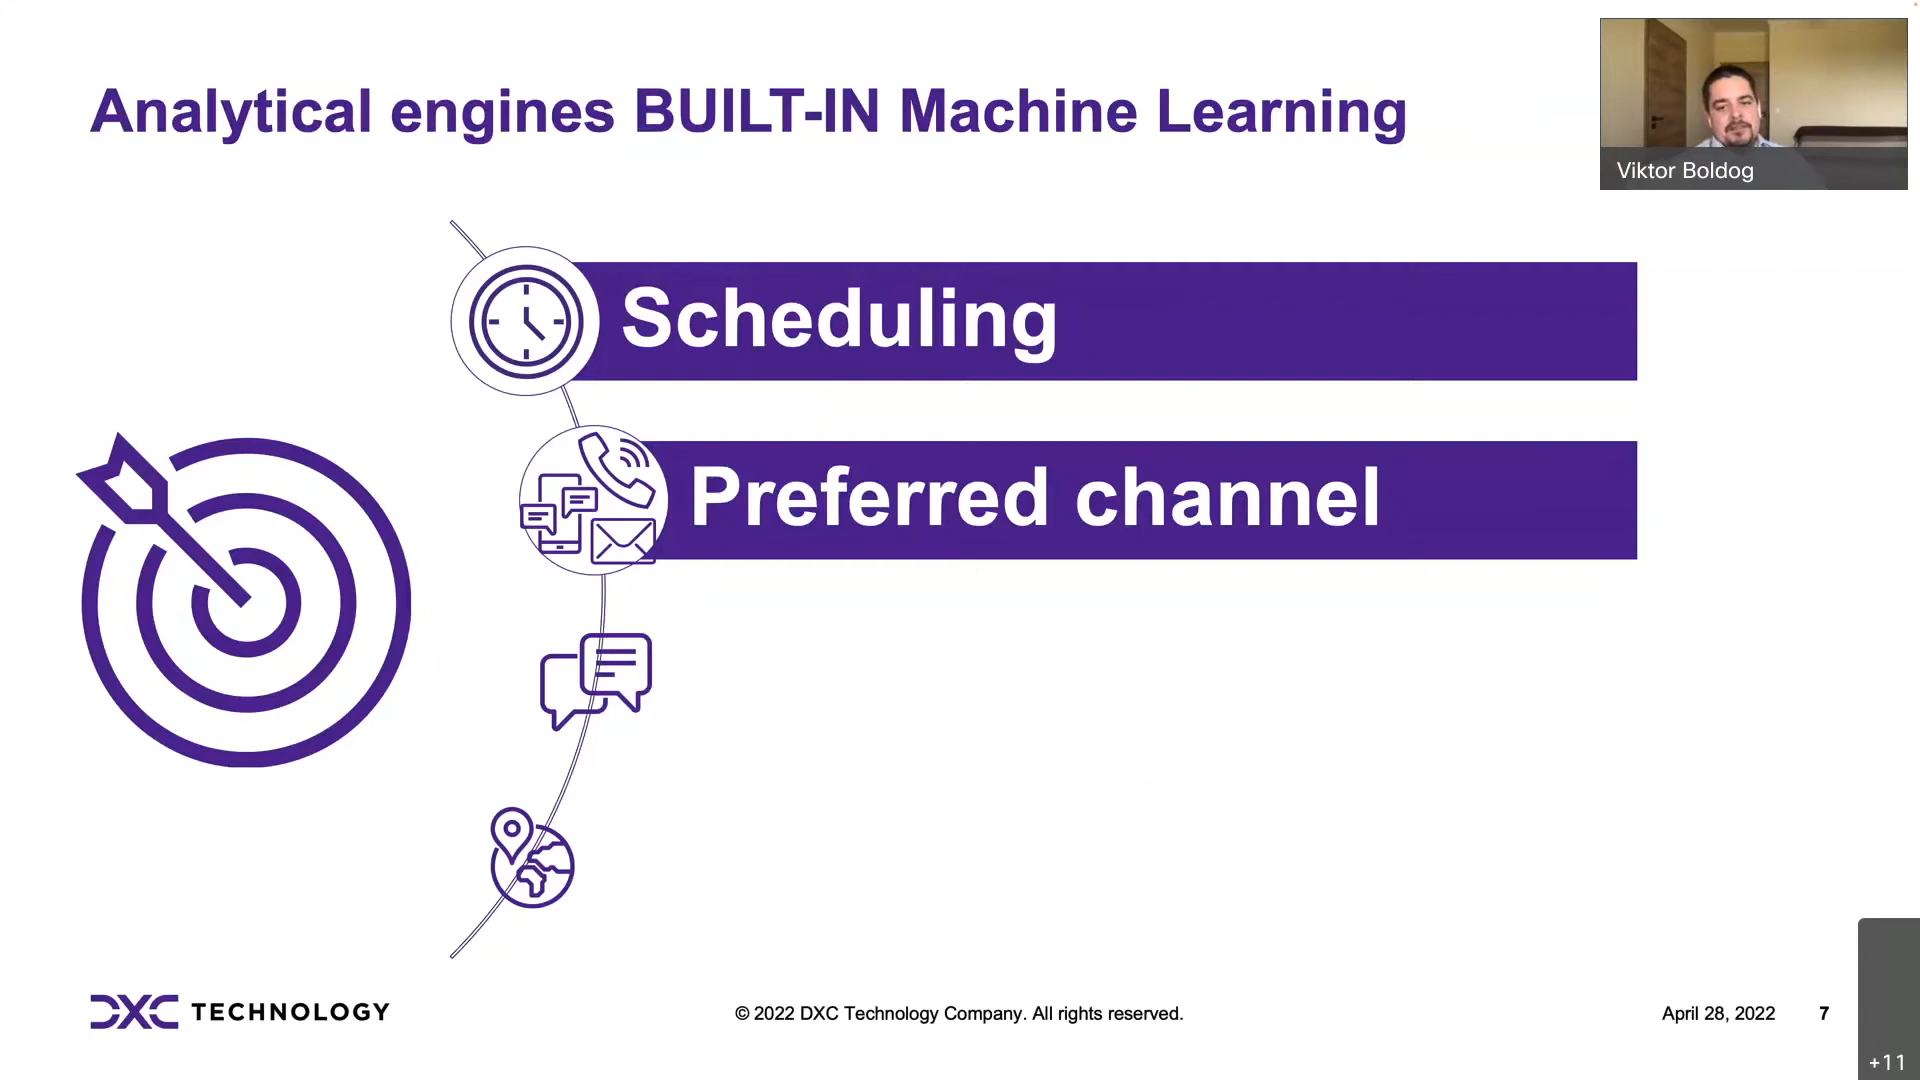 Analytical engines BUILT-IN Machine Learning
Viktor Boldog
Scheduling
Preferred channel
DXC TECHNOLOGY
© 2022 DXC Technology Company. All rights reserved.
April 28, 2022
7
+11